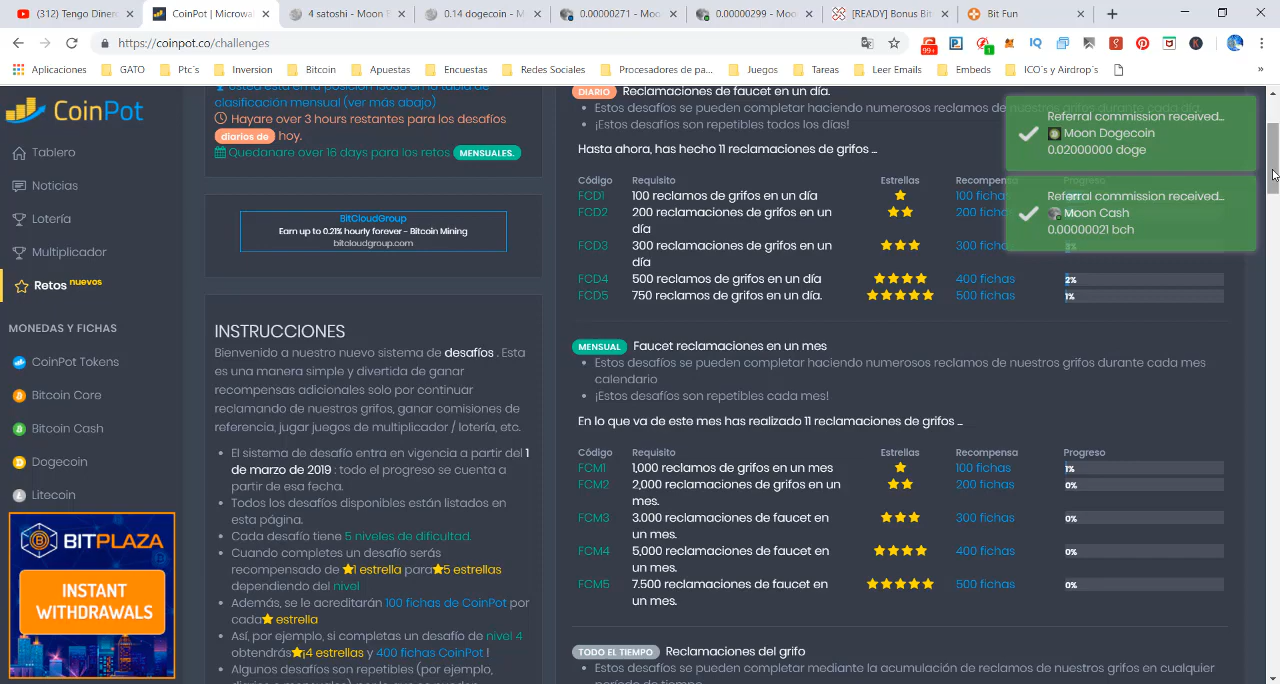 (312) Tengo Dinero
CoinPot | Microwa
4 satoshi - Moon B
0.14 dogecoin - M
0.00000271 - Moon
0.00000299 - Moon
[READY] Bonus Bit
Bit Fun
https://coinpot.co/challenges
99+
1
IQ
Aplicaciones
GATO
Ptc´s
Inversion
Bitcoin
Apuestas
Encuestas
Redes Sociales
Procesadores de pa...
Juegos
Tareas
Leer Emails
Embeds
ICO´s y Airdrop´s
»
CoinPot
Tablero
Noticias
Lotería
Multiplicador
Retos nuevos
MONEDAS Y FICHAS
CoinPot Tokens
Bitcoin Core
Bitcoin Cash
Dogecoin
Litecoin
BITPLAZA
INSTANT
WITHDRAWALS
clasificación mensual (ver más abajo)
Hayare over 3 hours restantes para los desafíos
diarios de hoy.
Quedanare over 16 days para los retos MENSUALES.
BitCloudGroup
Earn up to 0.21% hourly forever - Bitcoin Mining
bitcloudgroup.com
INSTRUCCIONES
Bienvenido a nuestro nuevo sistema de desafíos . Esta
es una manera simple y divertida de ganar
recompensas adicionales solo por continuar
reclamando de nuestros grifos, ganar comisiones de
referencia, jugar juegos de multiplicador / lotería, etc.
El sistema de desafío entra en vigencia a partir del 1
de marzo de 2019 : todo el progreso se cuenta a
partir de esa fecha.
Todos los desafíos disponibles están listados en
esta página.
Cada desafío tiene 5 niveles de dificultad.
Cuando completes un desafío serás
recompensado de 1 estrella para 5 estrellas
dependiendo del nivel
Además, se le acreditarán 100 fichas de CoinPot por
cada estrella
Así, por ejemplo, si completas un desafío de nivel 4
obtendrás ¡4 estrellas y 400 fichas CoinPot !
Algunos desafíos son repetibles (por ejemplo,
DIARIO Reclamaciones de faucet en un día.
Estos desafíos se pueden completar haciendo numerosos reclamos de nuestros grifos durante cada día.
¡Estos desafíos son repetibles todos los días!
Hasta ahora, has hecho 11 reclamaciones de grifos ...
Código Requisito Estrellas Recompensa Progreso
FCD1 100 reclamos de grifos en un día 100 fichas
FCD2 200 reclamaciones de grifos en un 200 fichas
día
FCD3 300 reclamaciones de grifos en un 300 fichas
día
FCD4 500 reclamaciones de grifos en un día 400 fichas 2%
FCD5 750 reclamos de grifos en un día. 500 fichas 1%
MENSUAL Faucet reclamaciones en un mes
Estos desafíos se pueden completar haciendo numerosos reclamos de nuestros grifos durante cada mes
calendario
¡Estos desafíos son repetibles cada mes!
En lo que va de este mes has realizado 11 reclamaciones de grifos ...
Código Requisito Estrellas Recompensa Progreso
FCM1 1,000 reclamos de grifos en un mes 100 fichas 1%
FCM2 2,000 reclamaciones de grifos en un 200 fichas 0%
mes.
FCM3 3.000 reclamaciones de faucet en 300 fichas 0%
un mes.
FCM4 5,000 reclamaciones de faucet en 400 fichas 0%
un mes.
FCM5 7.500 reclamaciones de faucet en 500 fichas 0%
un mes.
TODO EL TIEMPO Reclamaciones del grifo
Estos desafíos se pueden completar mediante la acumulación de reclamos de nuestros grifos en cualquier
período de tiempo
Referral commission received...
Moon Dogecoin
0.02000000 doge
Referral commission received...
Moon Cash
0.00000021 bch